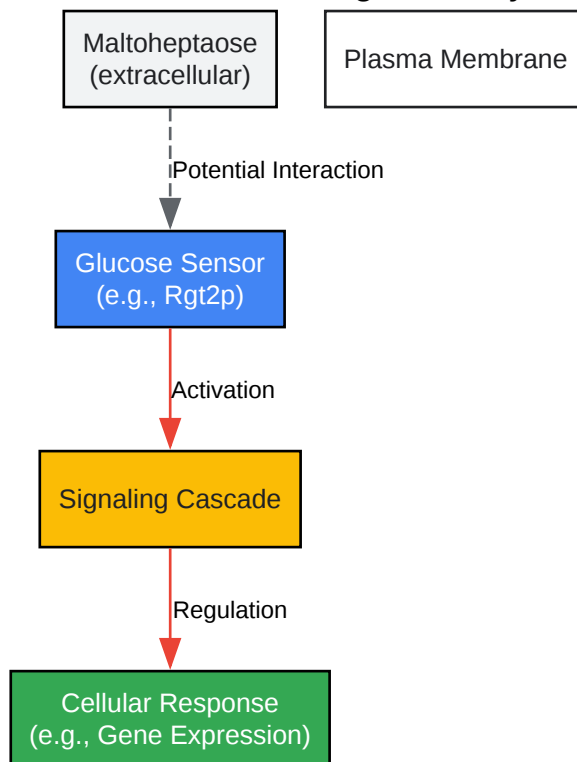 Maltoheptaose
(extracellular)
Plasma Membrane
Potential Interaction
Glucose Sensor
(e.g., Rgt2p)
Activation
Signaling Cascade
Regulation
Cellular Response
(e.g., Gene Expression)